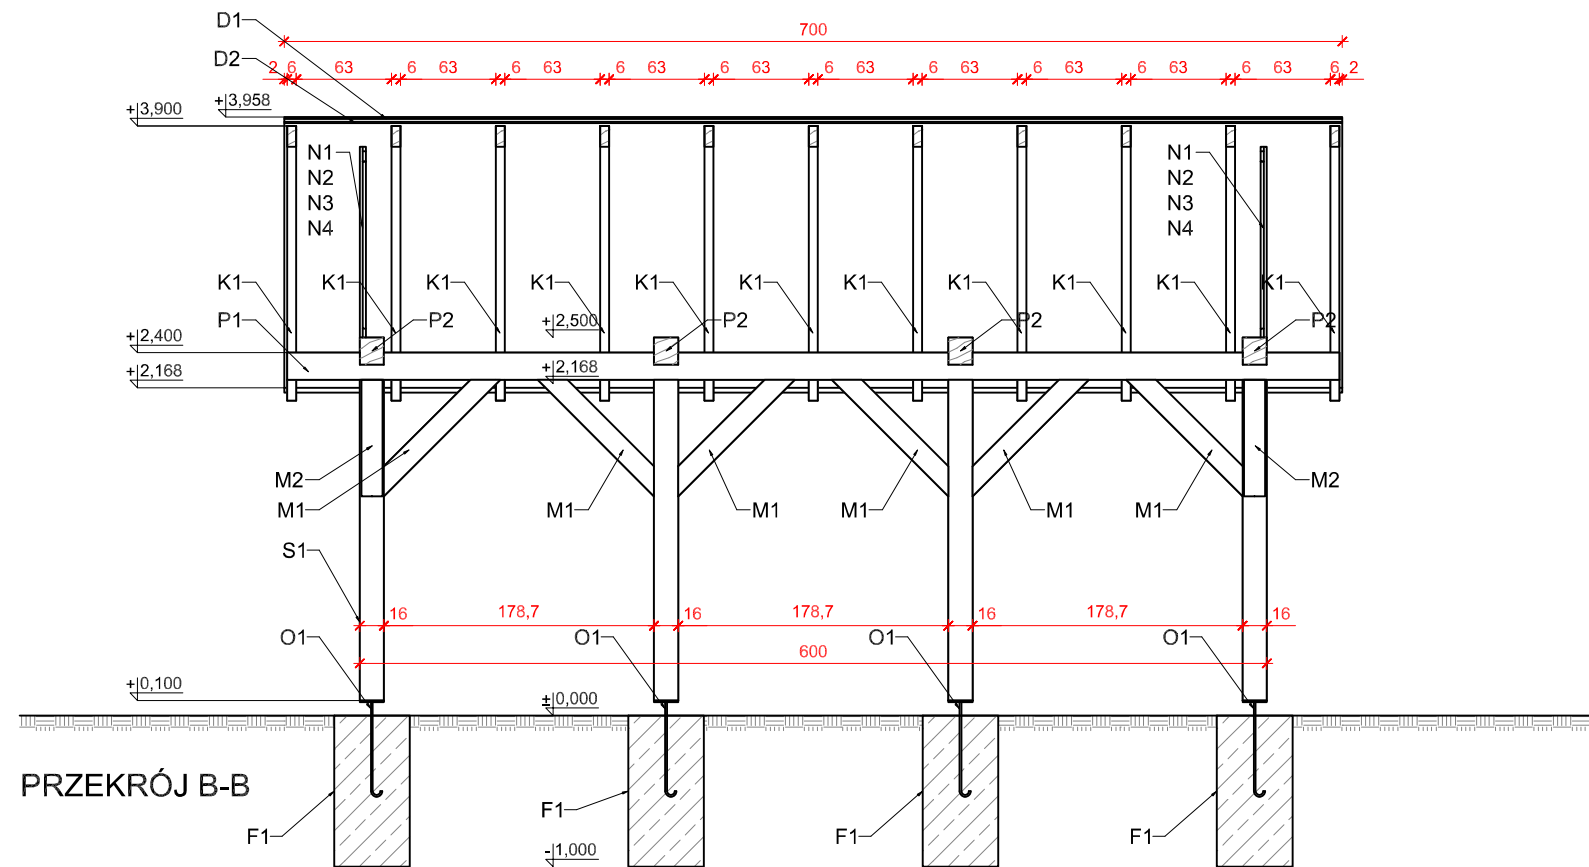 D1
700
D2
2 6 63 6 63 6 63 6 63 6 63 6 63 6 63 6 63 6 63 6 63 6 2
+3,958
+3,900
N1 N1
N2 N2
N3 N3
N4 N4
K1 K1 K1 K1 K1 K1 K1 K1 K1 K1 K1
P1 P2 +2,500 P2 P2 P2
+2,400
+2,168 +2,168
M2 M2
M1 M1 M1 M1 M1 M1
S1
16 178,7 16 178,7 16 178,7 16
O1 O1 O1 O1
600
+0,100 ±0,000
PRZEKRÓJ B-B
F1 F1 F1 F1
-1,000